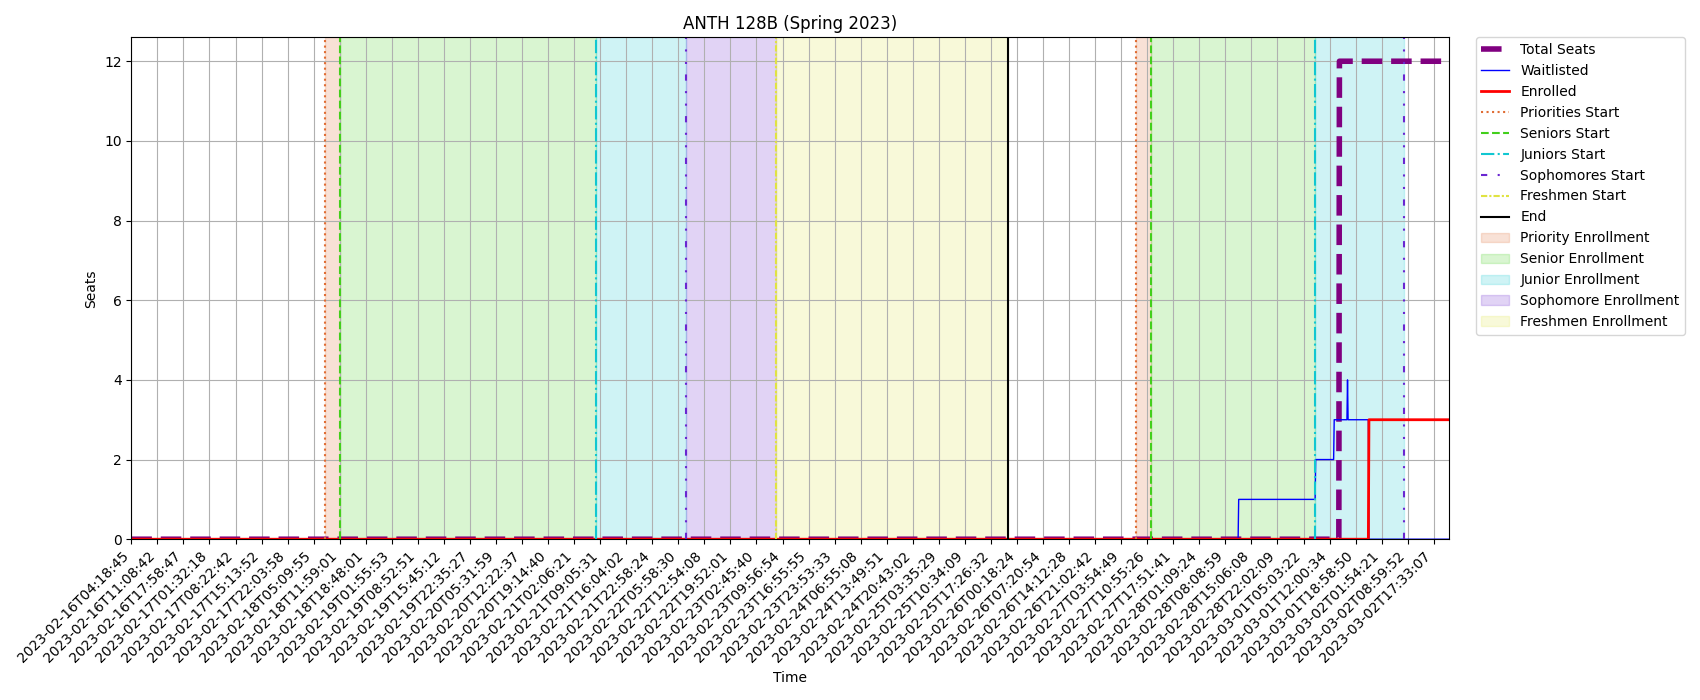 ANTH 128B (Spring 2023)
Seats
12
10
8
6
4
2
0
2023-02-16T04:18:45
2023-02-16T11:08:42
2023-02-16T17:58:47
2023-02-17T01:32:18
2023-02-17T08:22:42
2023-02-17T15:13:52
2023-02-17T22:03:58
2023-02-18T05:09:55
2023-02-18T11:59:01
2023-02-18T18:48:01
2023-02-19T01:55:53
2023-02-19T08:52:51
2023-02-19T15:45:12
2023-02-19T22:35:27
2023-02-20T05:31:59
2023-02-20T12:22:37
2023-02-20T19:14:40
2023-02-21T02:06:21
2023-02-21T09:05:31
2023-02-21T16:04:02
2023-02-21T22:58:24
2023-02-22T05:58:30
2023-02-22T12:54:08
2023-02-22T19:52:01
2023-02-23T02:45:40
2023-02-23T09:56:54
2023-02-23T16:55:55
2023-02-23T23:53:33
2023-02-24T06:55:08
2023-02-24T13:49:51
2023-02-24T20:43:02
2023-02-25T03:35:29
2023-02-25T10:34:09
2023-02-25T17:26:32
2023-02-26T00:18:24
2023-02-26T07:20:54
2023-02-26T14:12:28
2023-02-26T21:02:42
2023-02-27T03:54:49
2023-02-27T10:55:26
2023-02-27T17:51:41
2023-02-28T01:09:24
2023-02-28T08:08:59
2023-02-28T15:06:08
2023-02-28T22:02:09
2023-03-01T05:03:22
2023-03-01T12:00:34
2023-03-01T18:58:50
2023-03-02T01:54:21
2023-03-02T08:59:52
2023-03-02T17:33:07
Time
Total Seats
Waitlisted
Enrolled
Priorities Start
Seniors Start
Juniors Start
Sophomores Start
Freshmen Start
End
Priority Enrollment
Senior Enrollment
Junior Enrollment
Sophomore Enrollment
Freshmen Enrollment